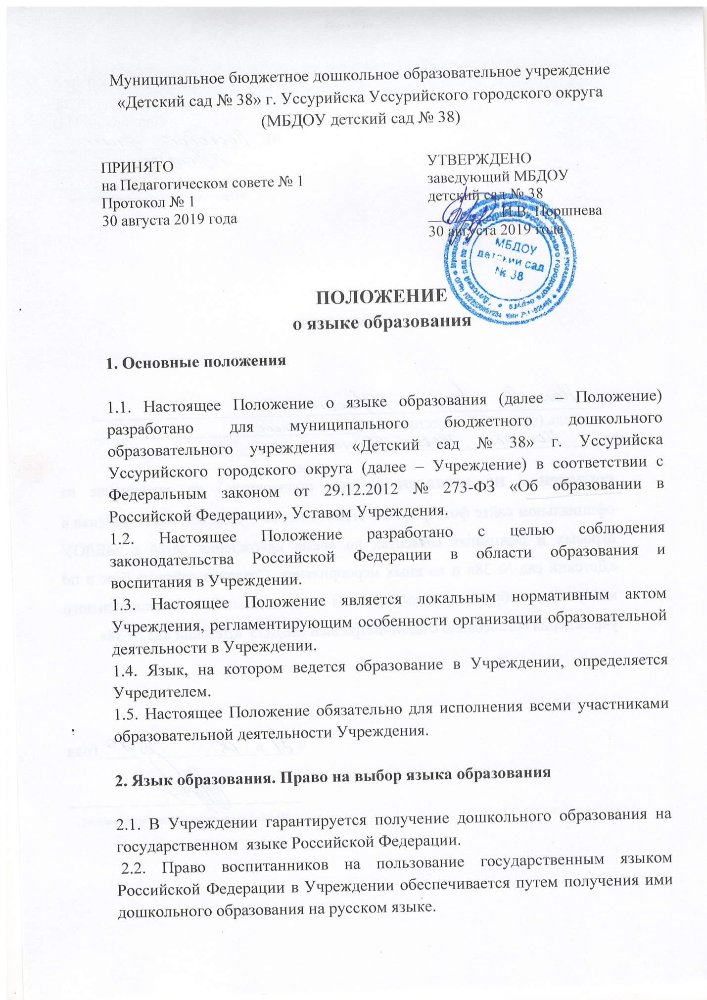 Муниципальное бюджетное дошкольное образовательное учреждение
«Детский сад № 38» г. Уссурийска Уссурийского городского округа
(МБДОУ детский сад № 38)
ПРИНЯТО
на Педагогическом совете № 1
Протокол № 1
30 августа 2019 года
УТВЕРЖДЕНО
заведующий МБДОУ
детский сад № 38
И.В. Поршнева
30 августа 2019 года
МБДОУ
детский сад
№ 38
ПОЛОЖЕНИЕ
о языке образования
1. Основные положения
1.1. Настоящее Положение о языке образования (далее – Положение)
разработано для муниципального бюджетного дошкольного
образовательного учреждения «Детский сад № 38» г. Уссурийска
Уссурийского городского округа (далее – Учреждение) в соответствии с
Федеральным законом от 29.12.2012 № 273-ФЗ «Об образовании в
Российской Федерации», Уставом Учреждения.
1.2. Настоящее Положение разработано с целью соблюдения
законодательства Российской Федерации в области образования и
воспитания в Учреждении.
1.3. Настоящее Положение является локальным нормативным актом
Учреждения, регламентирующим особенности организации образовательной
деятельности в Учреждении.
1.4. Язык, на котором ведется образование в Учреждении, определяется
Учредителем.
1.5. Настоящее Положение обязательно для исполнения всеми участниками
образовательной деятельности Учреждения.
2. Язык образования. Право на выбор языка образования
2.1. В Учреждении гарантируется получение дошкольного образования на
государственном языке Российской Федерации.
2.2. Право воспитанников на пользование государственным языком
Российской Федерации в Учреждении обеспечивается путем получения ими
дошкольного образования на русском языке.